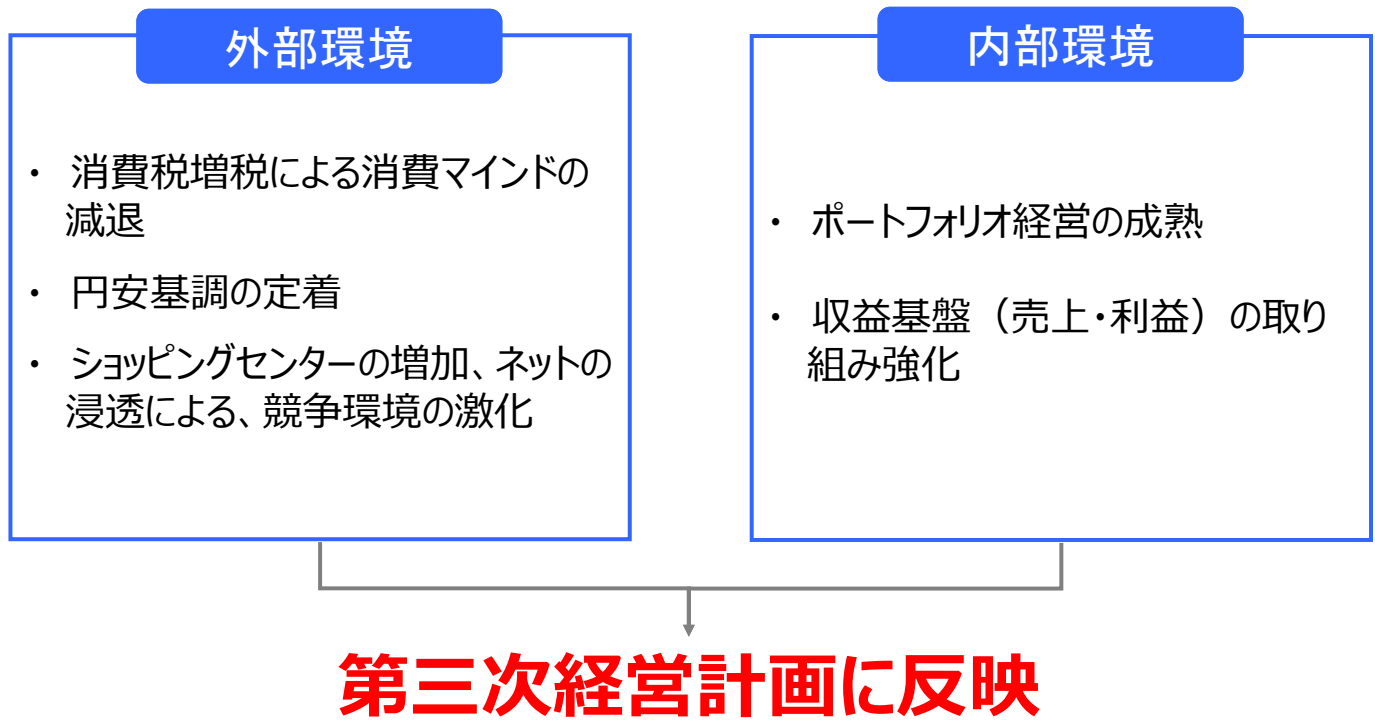 外部環境
・ 消費税増税による消費マインドの
減退
・ 円安基調の定着
・ ショッピングセンターの増加、ネットの
浸透による、競争環境の激化
内部環境
・ ポートフォリオ経営の成熟
・ 収益基盤（売上・利益）の取り
組み強化
第三次経営計画に反映